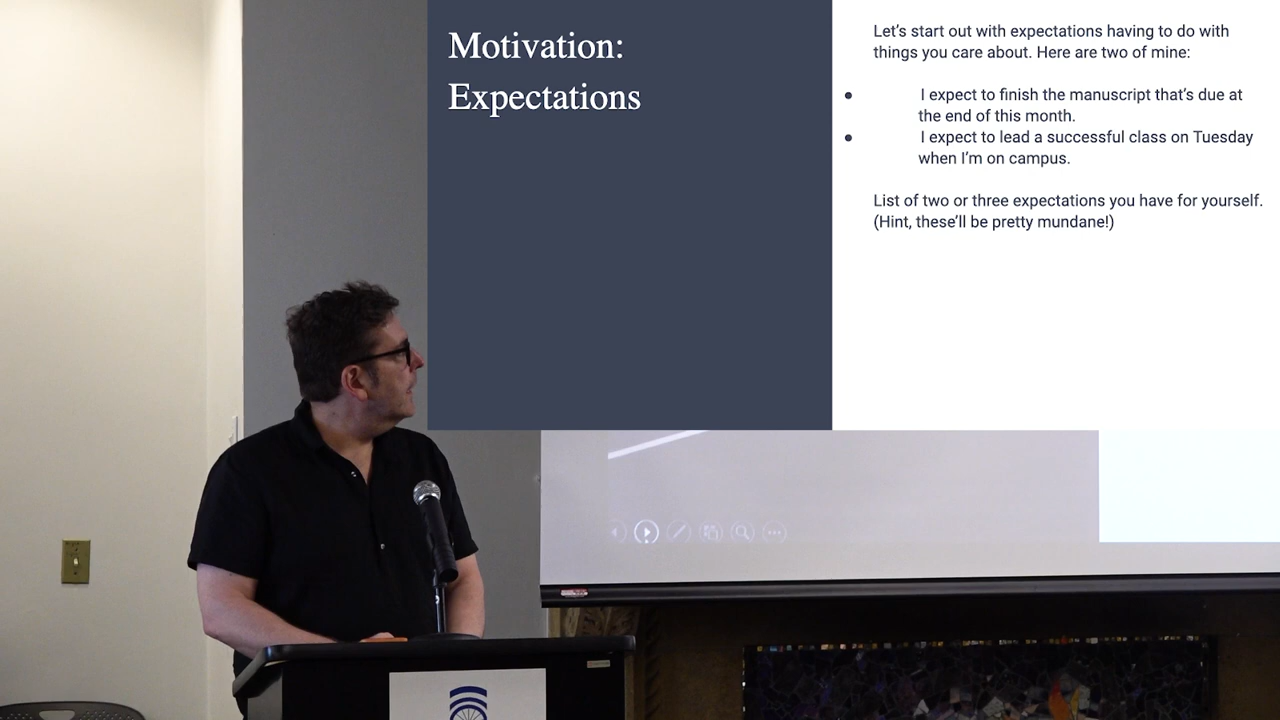 Motivation:
Expectations
Let's start out with expectations having to do with
things you care about. Here are two of mine:
● I expect to finish the manuscript that's due at
the end of this month.
● I expect to lead a successful class on Tuesday
when I'm on campus.
List of two or three expectations you have for yourself.
(Hint, these'll be pretty mundane!)